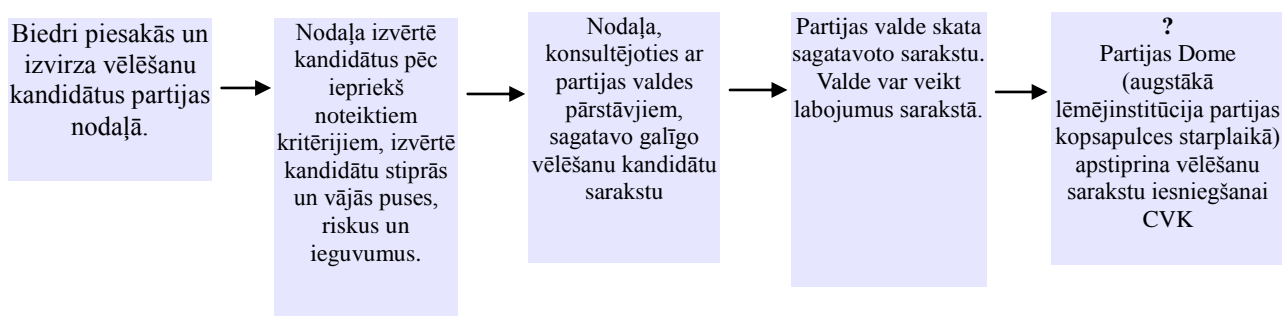 Biedri piesakās un
izvirza vēlēšanu
kandidātus partijas
nodaļā.
Nodaļa izvērtē
kandidātus pēc
iepriekš
noteiktiem
kritērijiem, izvērtē
kandidātu stiprās
un vājās puses,
riskus un
ieguvumus.
Nodaļa,
konsultējoties ar
partijas valdes
pārstāvjiem,
sagatavo galīgo
vēlēšanu kandidātu
sarakstu
Partijas valde skata
sagatavoto sarakstu.
Valde var veikt
labojumus sarakstā.
?
Partijas Dome
(augstākā
lēmējinstitūcija partijas
kopsapulces starplaikā)
apstiprina vēlēšanu
sarakstu iesniegšanai
CVK